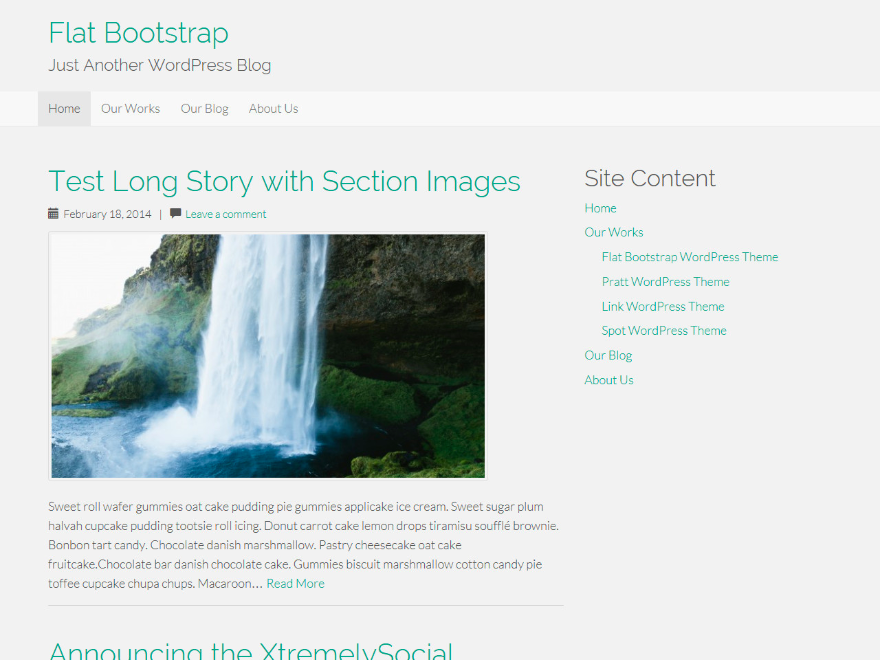 Flat Bootstrap
Just Another WordPress Blog
Home Our Works Our Blog About Us
Test Long Story with Section Images
February 18, 2014 | Leave a comment
Sweet roll wafer gummies oat cake pudding pie gummies applicake ice cream. Sweet sugar plum
halvah cupcake pudding tootsie roll icing. Donut carrot cake lemon drops tiramisu soufflé brownie.
Bonbon tart candy. Chocolate danish marshmallow. Pastry cheesecake oat cake
fruitcake.Chocolate bar danish chocolate cake. Gummies biscuit marshmallow cotton candy pie
toffee cupcake chupa chups. Macaroon… Read More
Announcing the XtremelySocial
Site Content
Home
Our Works
Flat Bootstrap WordPress Theme
Pratt WordPress Theme
Link WordPress Theme
Spot WordPress Theme
Our Blog
About Us